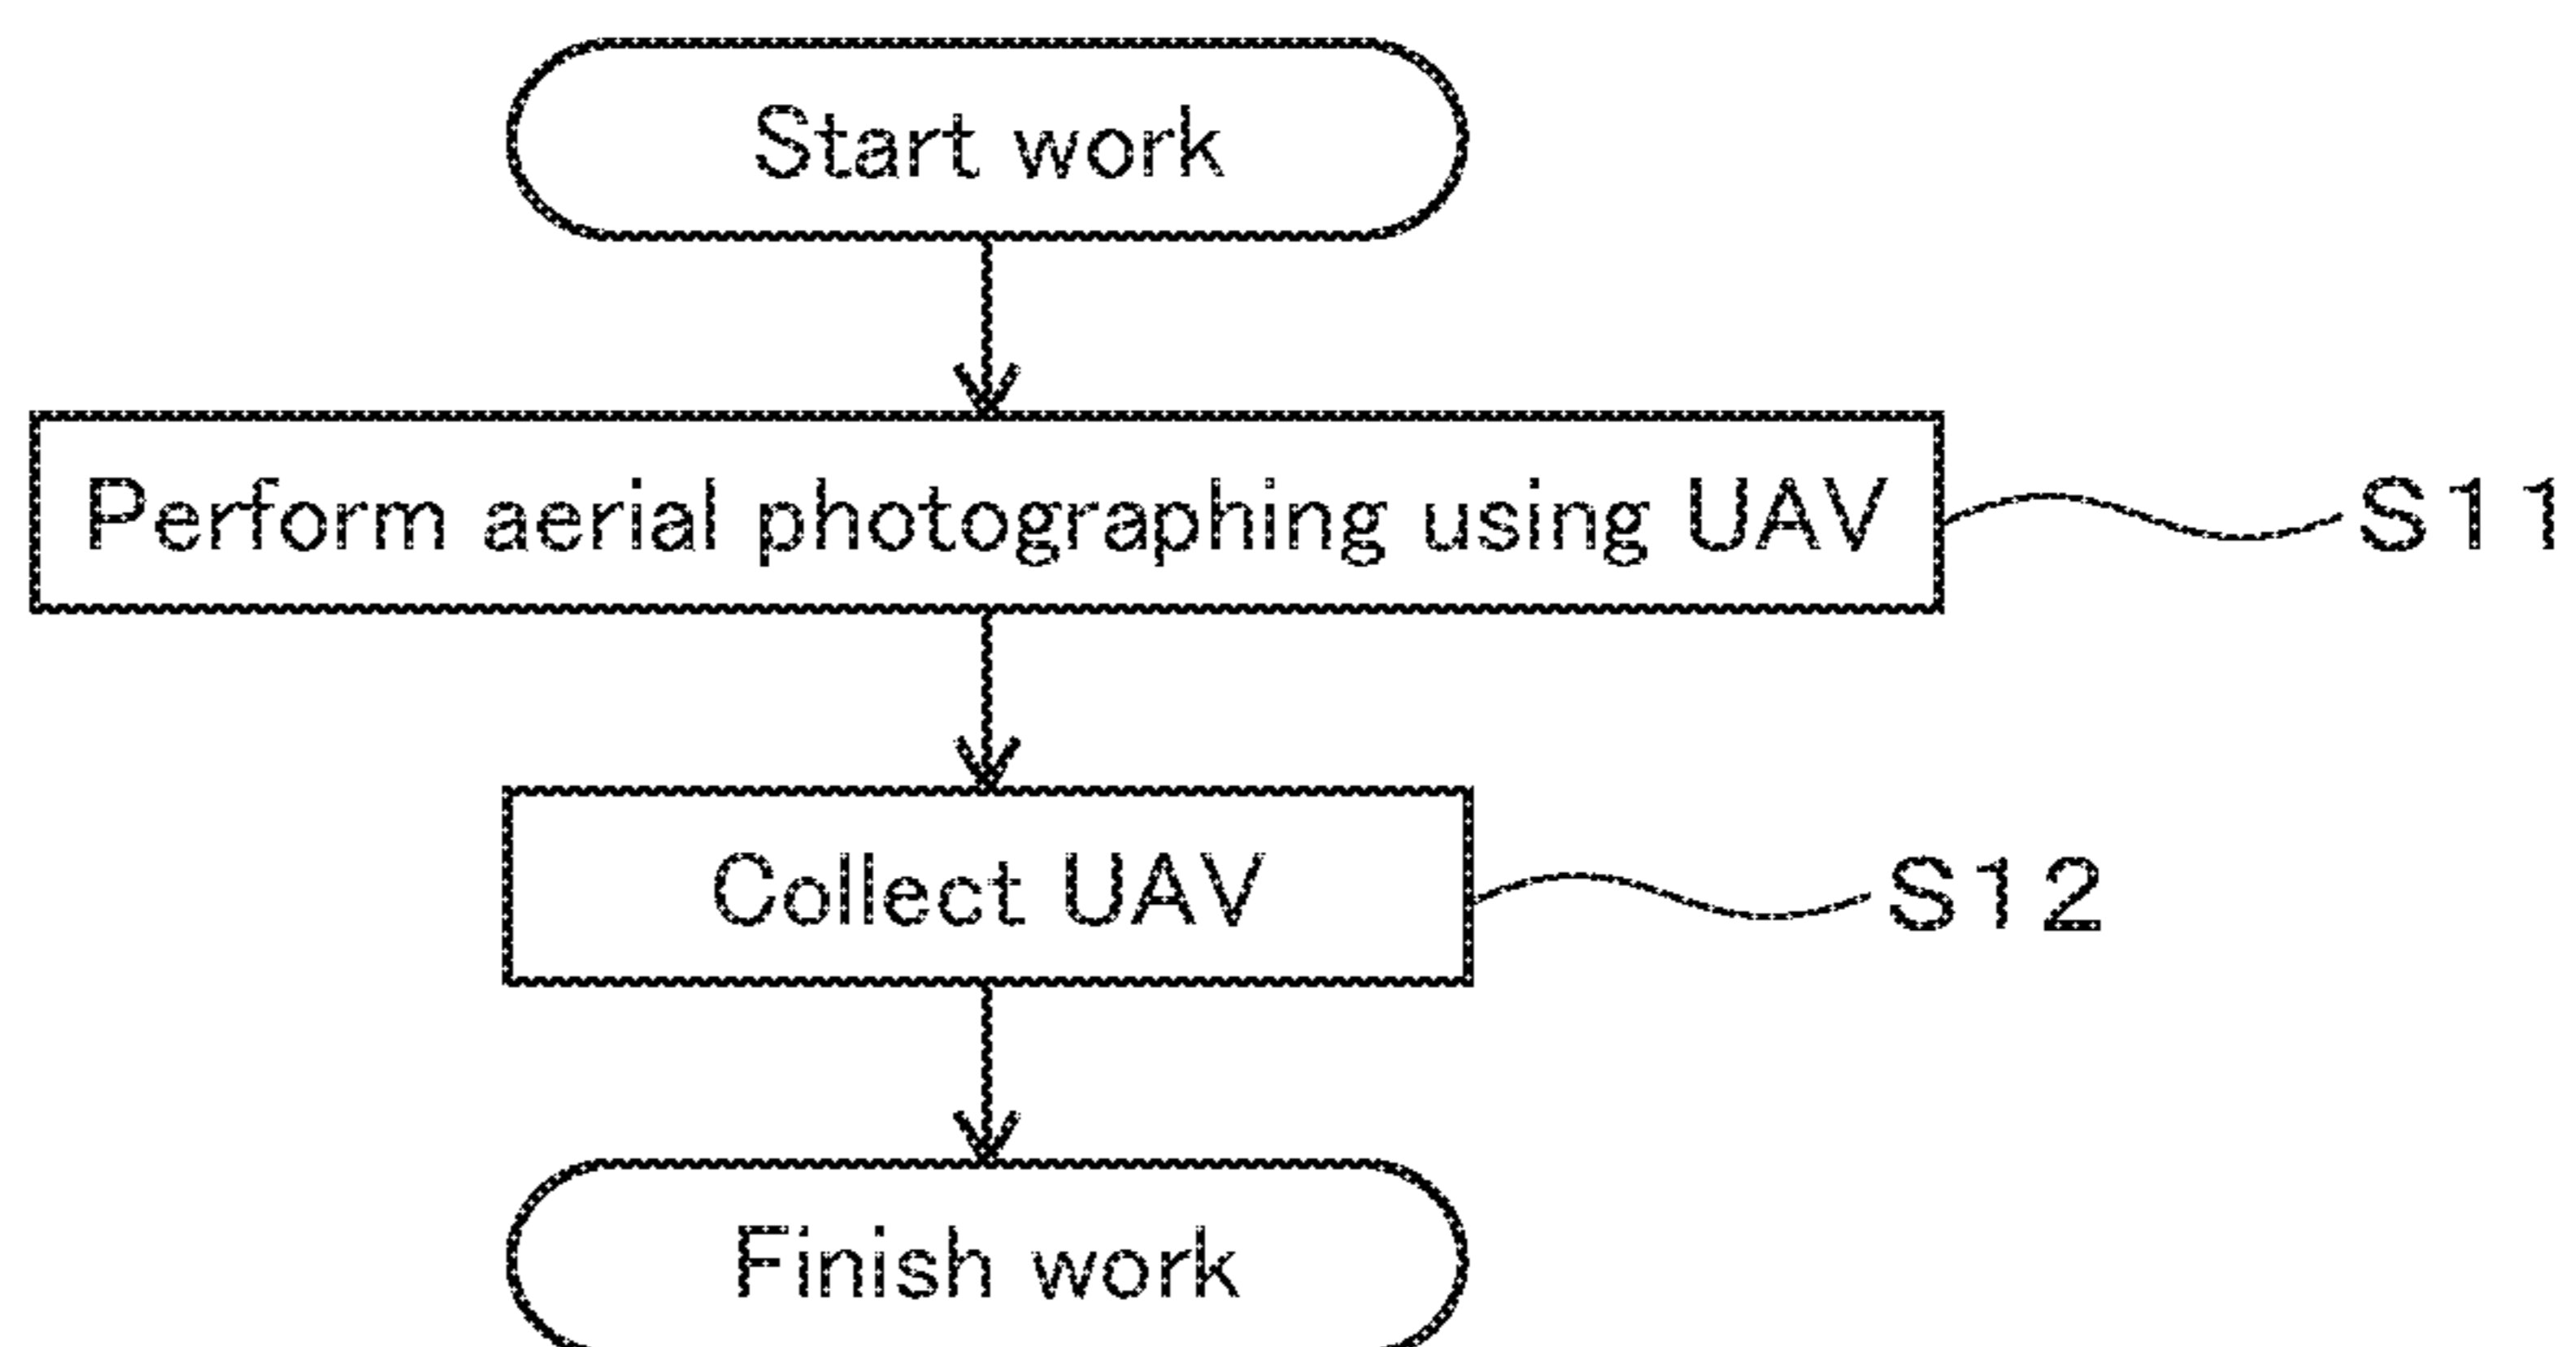 Start work
Perform aerial photographing using UAV
S11
Collect UAV
S12
Finish work